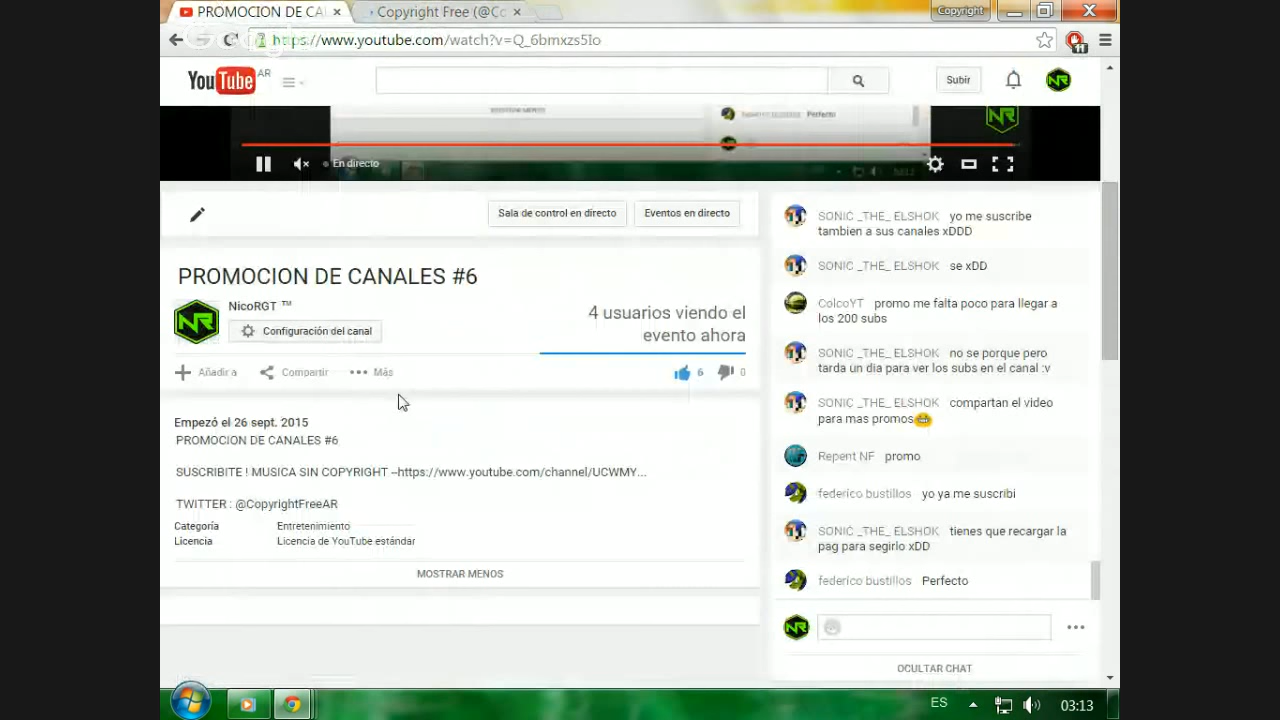 PROMOCION DE CA
Copyright Free (@Co
Copyright
https://www.youtube.com/watch?v=Q_6bmxzs5Io
11
YouTube AR
Subir
NR
Perfecto
En directo
Sala de control en directo
Eventos en directo
PROMOCION DE CANALES #6
NR
NicoRGT ™
Configuración del canal
4 usuarios viendo el
evento ahora
Añadir a
Compartir
Más
6
0
Empezó el 26 sept. 2015
PROMOCION DE CANALES #6
SUSCRIBITE ! MUSICA SIN COPYRIGHT --https://www.youtube.com/channel/UCWMY...
TWITTER : @CopyrightFreeAR
Categoría Entretenimiento
Licencia Licencia de YouTube estándar
MOSTRAR MENOS
SONIC _THE_ ELSHOK yo me suscribe
tambien a sus canales xDDD
SONIC _THE_ ELSHOK se xDD
ColcoYT promo me falta poco para llegar a
los 200 subs
SONIC _THE_ ELSHOK no se porque pero
tarda un dia para ver los subs en el canal :v
SONIC _THE_ ELSHOK compartan el video
para mas promos
Repent NF promo
federico bustillos yo ya me suscribi
SONIC _THE_ ELSHOK tienes que recargar la
pag para segirlo xDD
federico bustillos Perfecto
NR
OCULTAR CHAT
ES
03:13